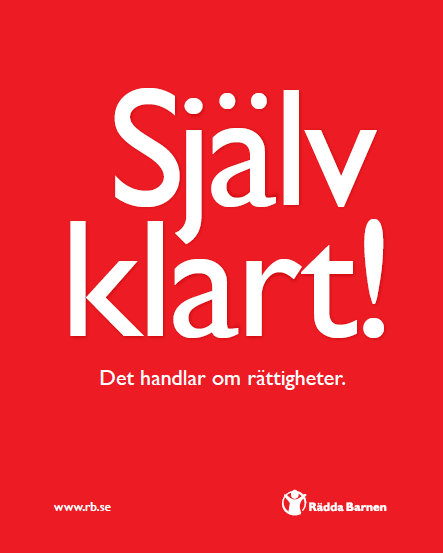 Själv
klart!
Det handlar om rättigheter.
www.rb.se
Rädda Barnen